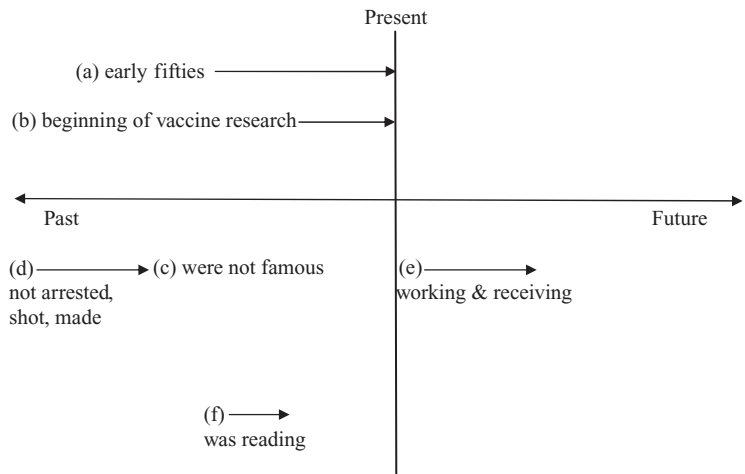 Present
(a) early fifties
(b) beginning of vaccine research
Past
Future
(d)
not arrested,
shot, made
(c) were not famous
(e)
working & receiving
(f)
was reading